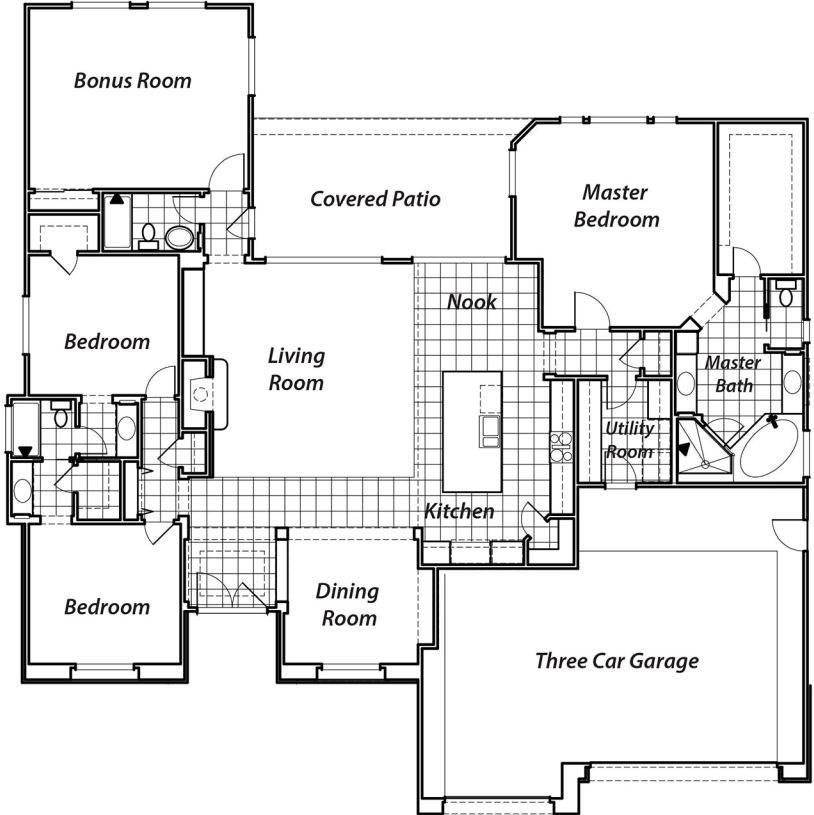 Bonus Room
Covered Patio
Master
Bedroom
Nook
Bedroom
Living
Room
Master
Bath
Utility
Room
Kitchen
Bedroom
Dining
Room
Three Car Garage